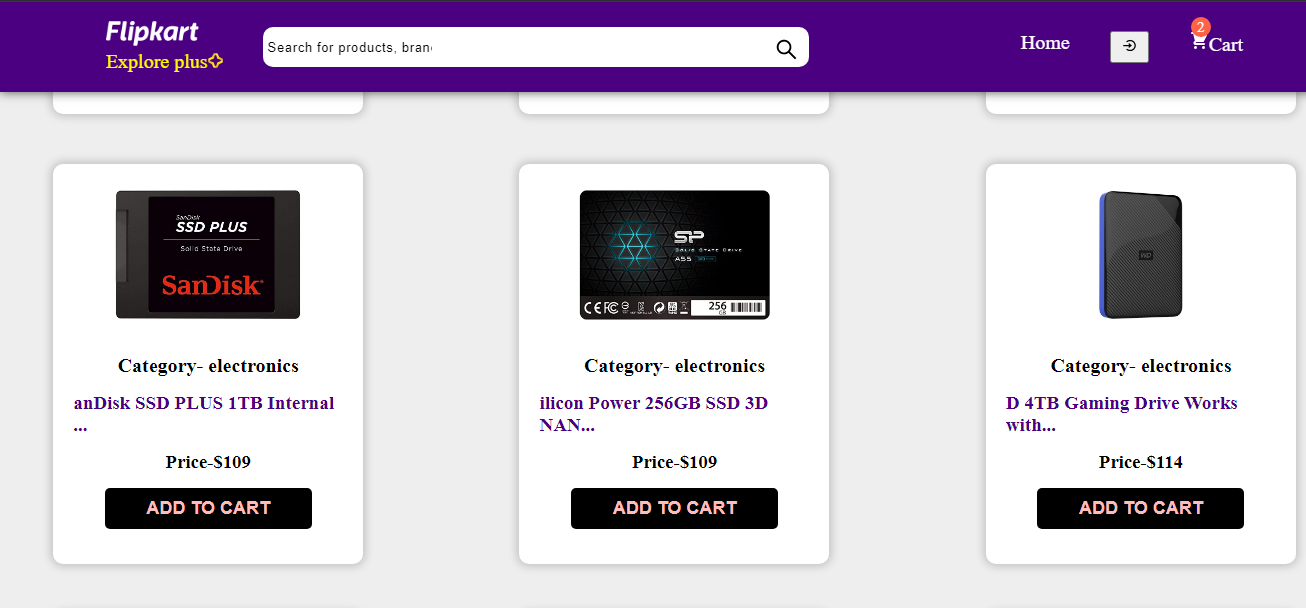 Flipkart
Explore plus
Search for products, bran
Home
2
Cart
SanDisk
SSD PLUS
Solid State Drive
SanDisk
SP
SOLID STATE DRIVE
A55
256
GB
WD
Category- electronics
anDisk SSD PLUS 1TB Internal
...
Price-$109
ADD TO CART
Category- electronics
ilicon Power 256GB SSD 3D
NAN...
Price-$109
ADD TO CART
Category- electronics
D 4TB Gaming Drive Works
with...
Price-$114
ADD TO CART